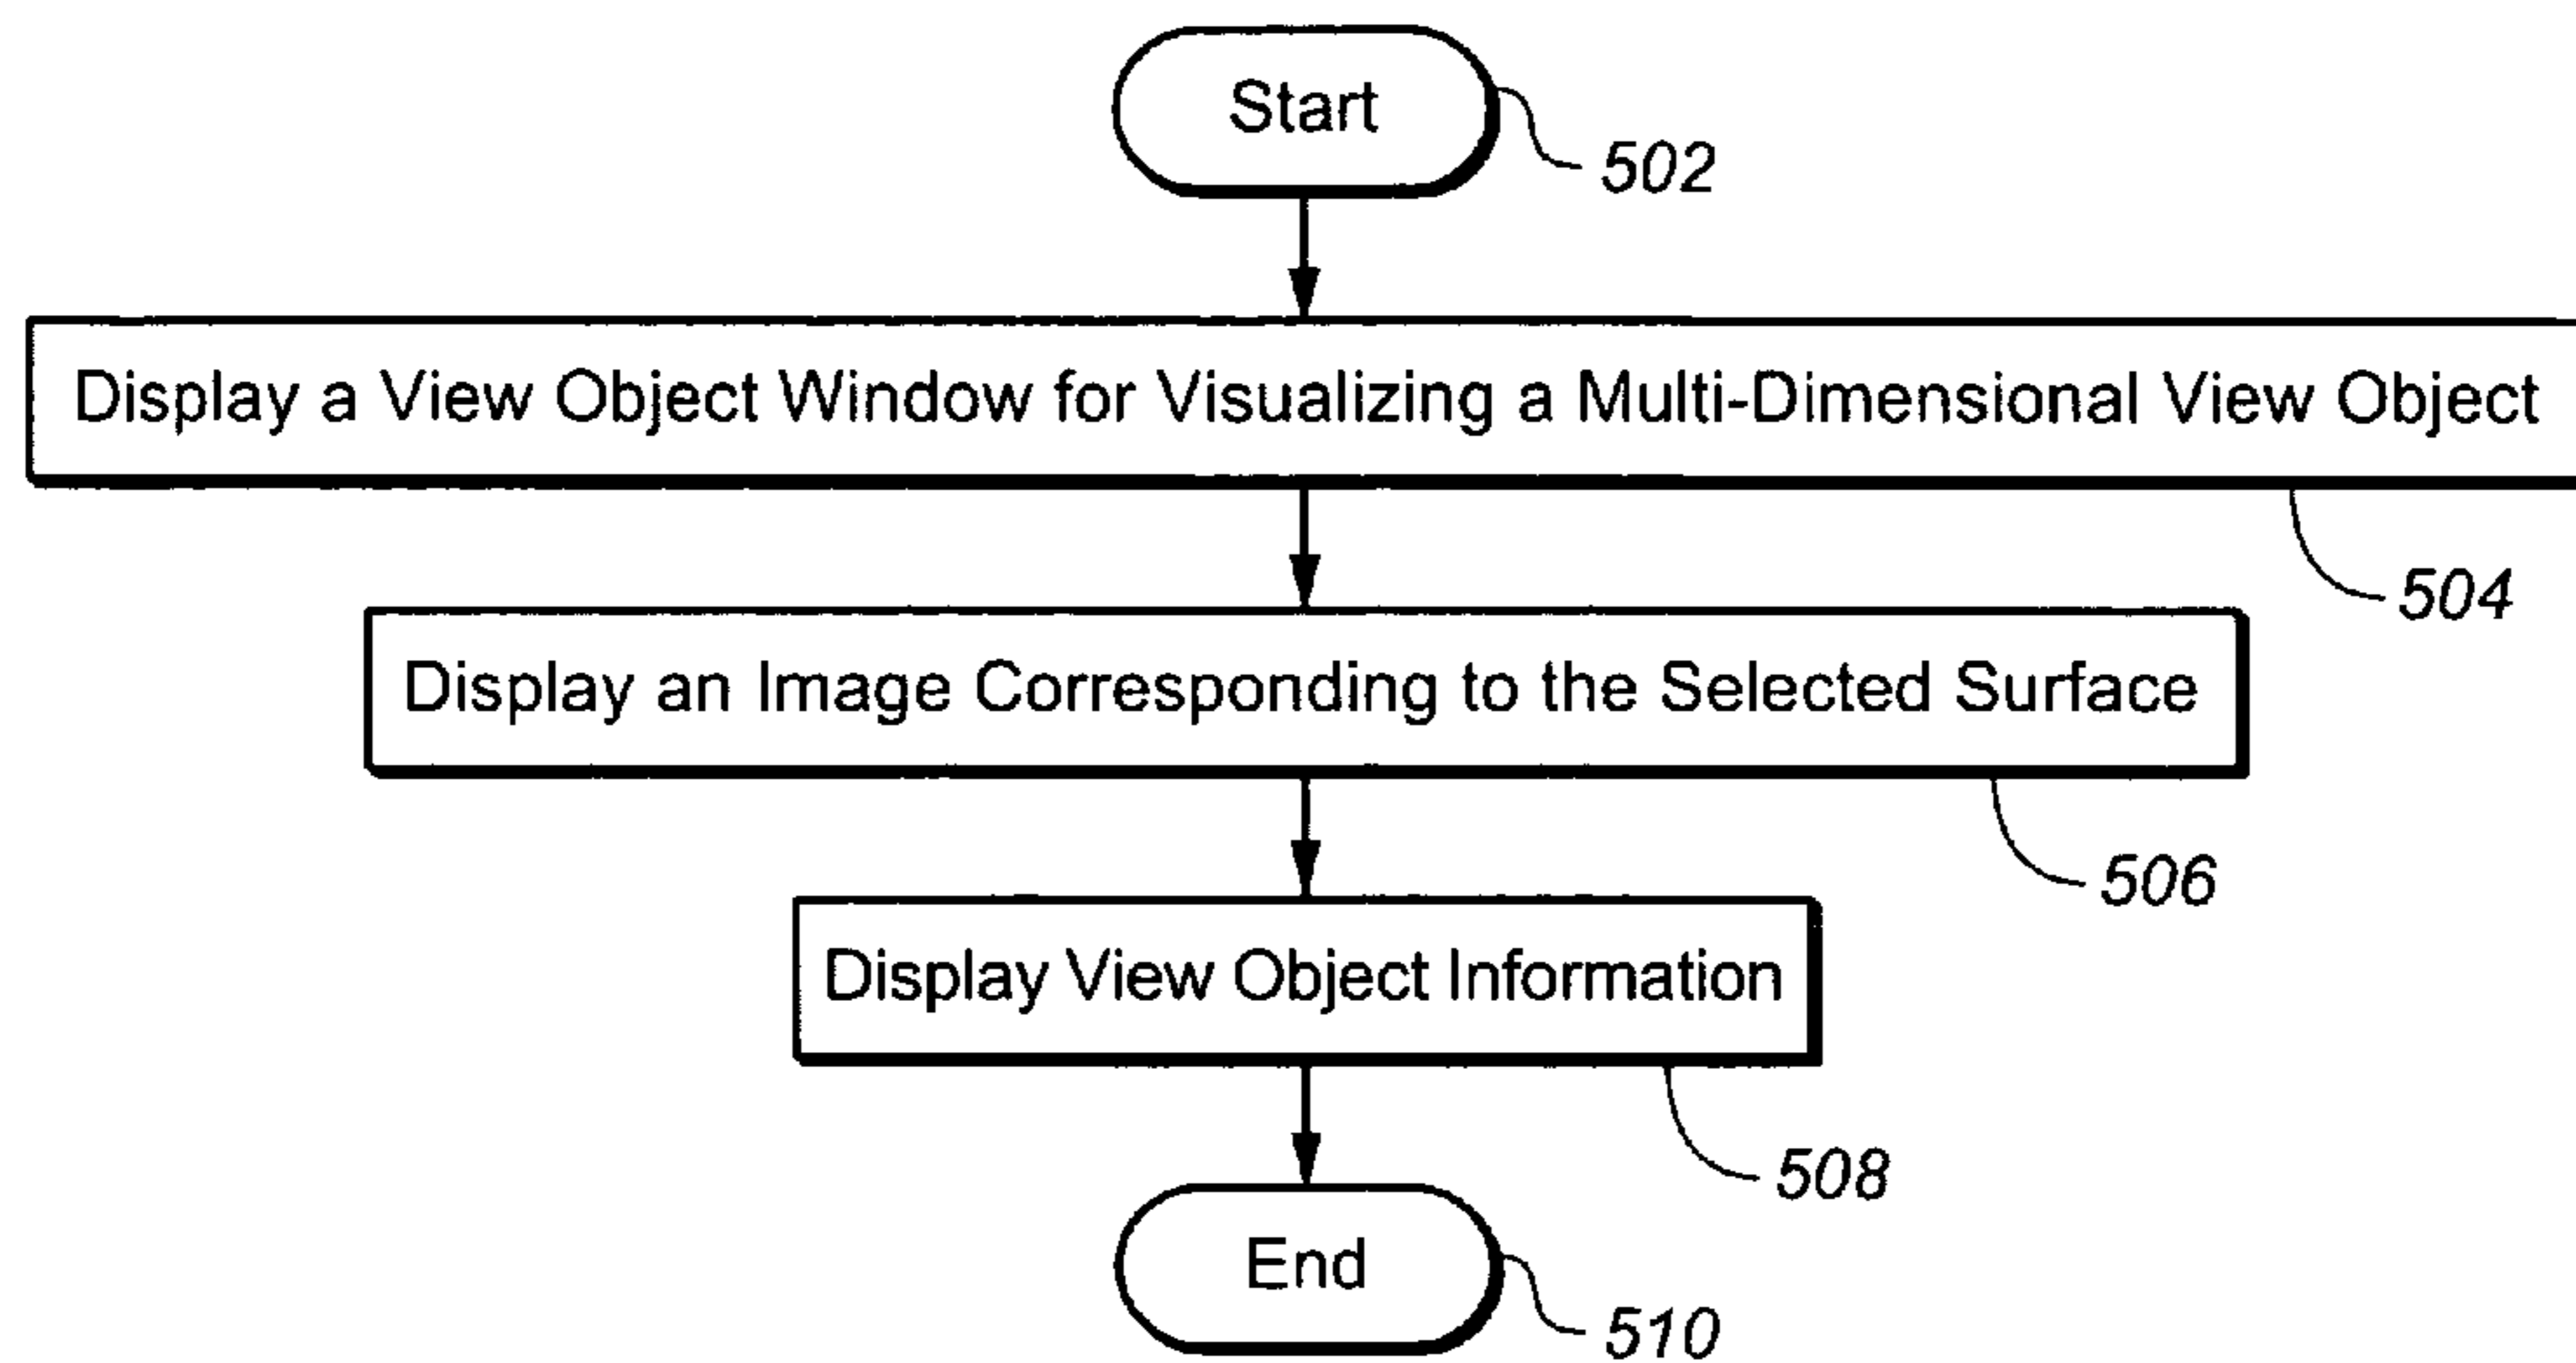 Start
502
Display a View Object Window for Visualizing a Multi-Dimensional View Object
504
Display an Image Corresponding to the Selected Surface
506
Display View Object Information
508
End
510